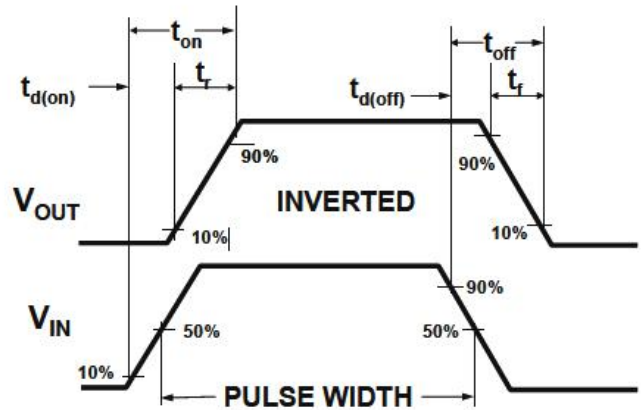 t_on
t_off
t_d(on)
t_r
t_d(off)
t_f
90%
90%
V_OUT
INVERTED
10%
10%
90%
V_IN
50%
50%
10%
PULSE WIDTH